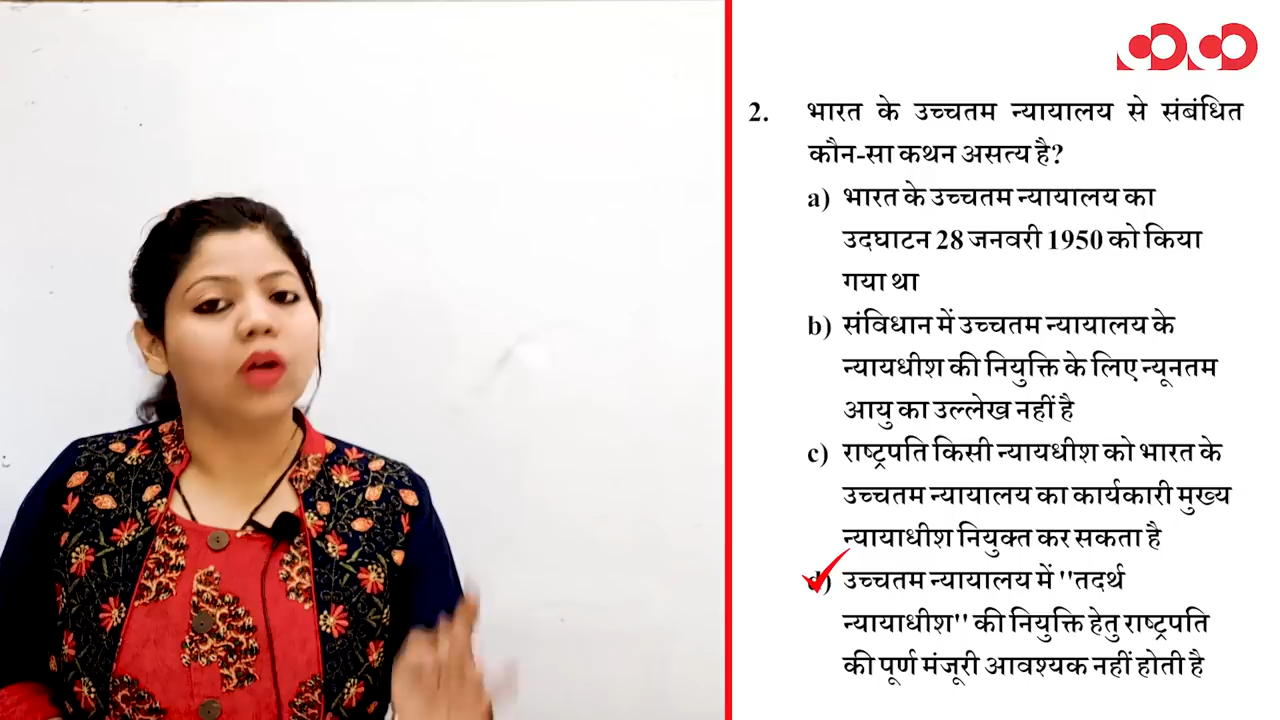 2. भारत के उच्चतम न्यायालय से संबंधित
कौन-सा कथन असत्य है?
a) भारत के उच्चतम न्यायालय का
उदघाटन 28 जनवरी 1950 को किया
गया था
b) संविधान में उच्चतम न्यायालय के
न्यायधीश की नियुक्ति के लिए न्यूनतम
आयु का उल्लेख नहीं है
c) राष्ट्रपति किसी न्यायधीश को भारत के
उच्चतम न्यायालय का कार्यकारी मुख्य
न्यायाधीश नियुक्त कर सकता है
d) उच्चतम न्यायालय में "तदर्थ
न्यायाधीश" की नियुक्ति हेतु राष्ट्रपति
की पूर्ण मंजूरी आवश्यक नहीं होती है